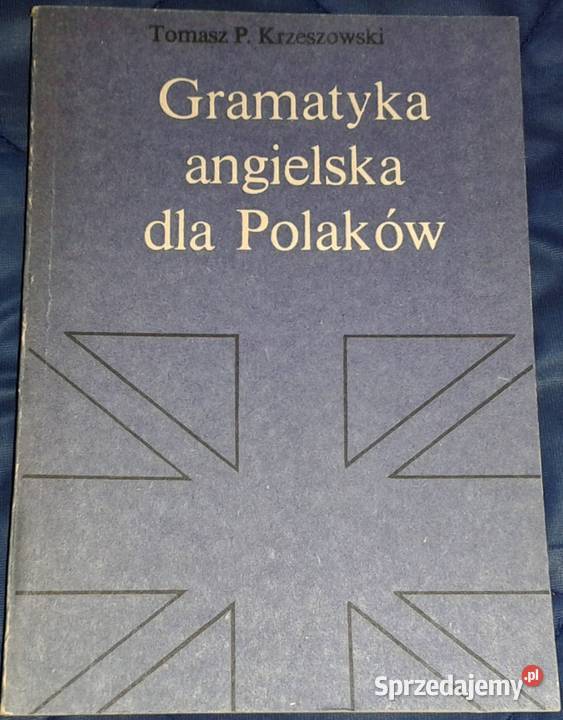 Tomasz P. Krzeszowski
Gramatyka
angielska
dla Polaków
Sprzedajemy.pl